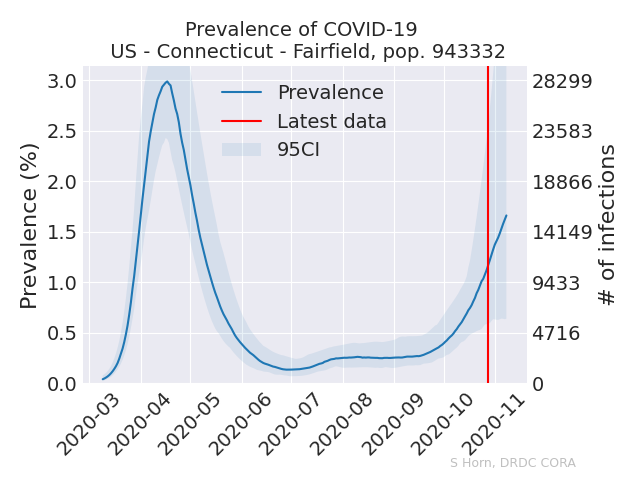 Prevalence of COVID-19
US - Connecticut - Fairfield, pop. 943332
Prevalence (%)
3.0
2.5
2.0
1.5
1.0
0.5
0.0
Prevalence
Latest data
95CI
28299
23583
18866
14149
9433
4716
0
# of infections
2020-03
2020-04
2020-05
2020-06
2020-07
2020-08
2020-09
2020-10
2020-11
S Horn, DRDC CORA